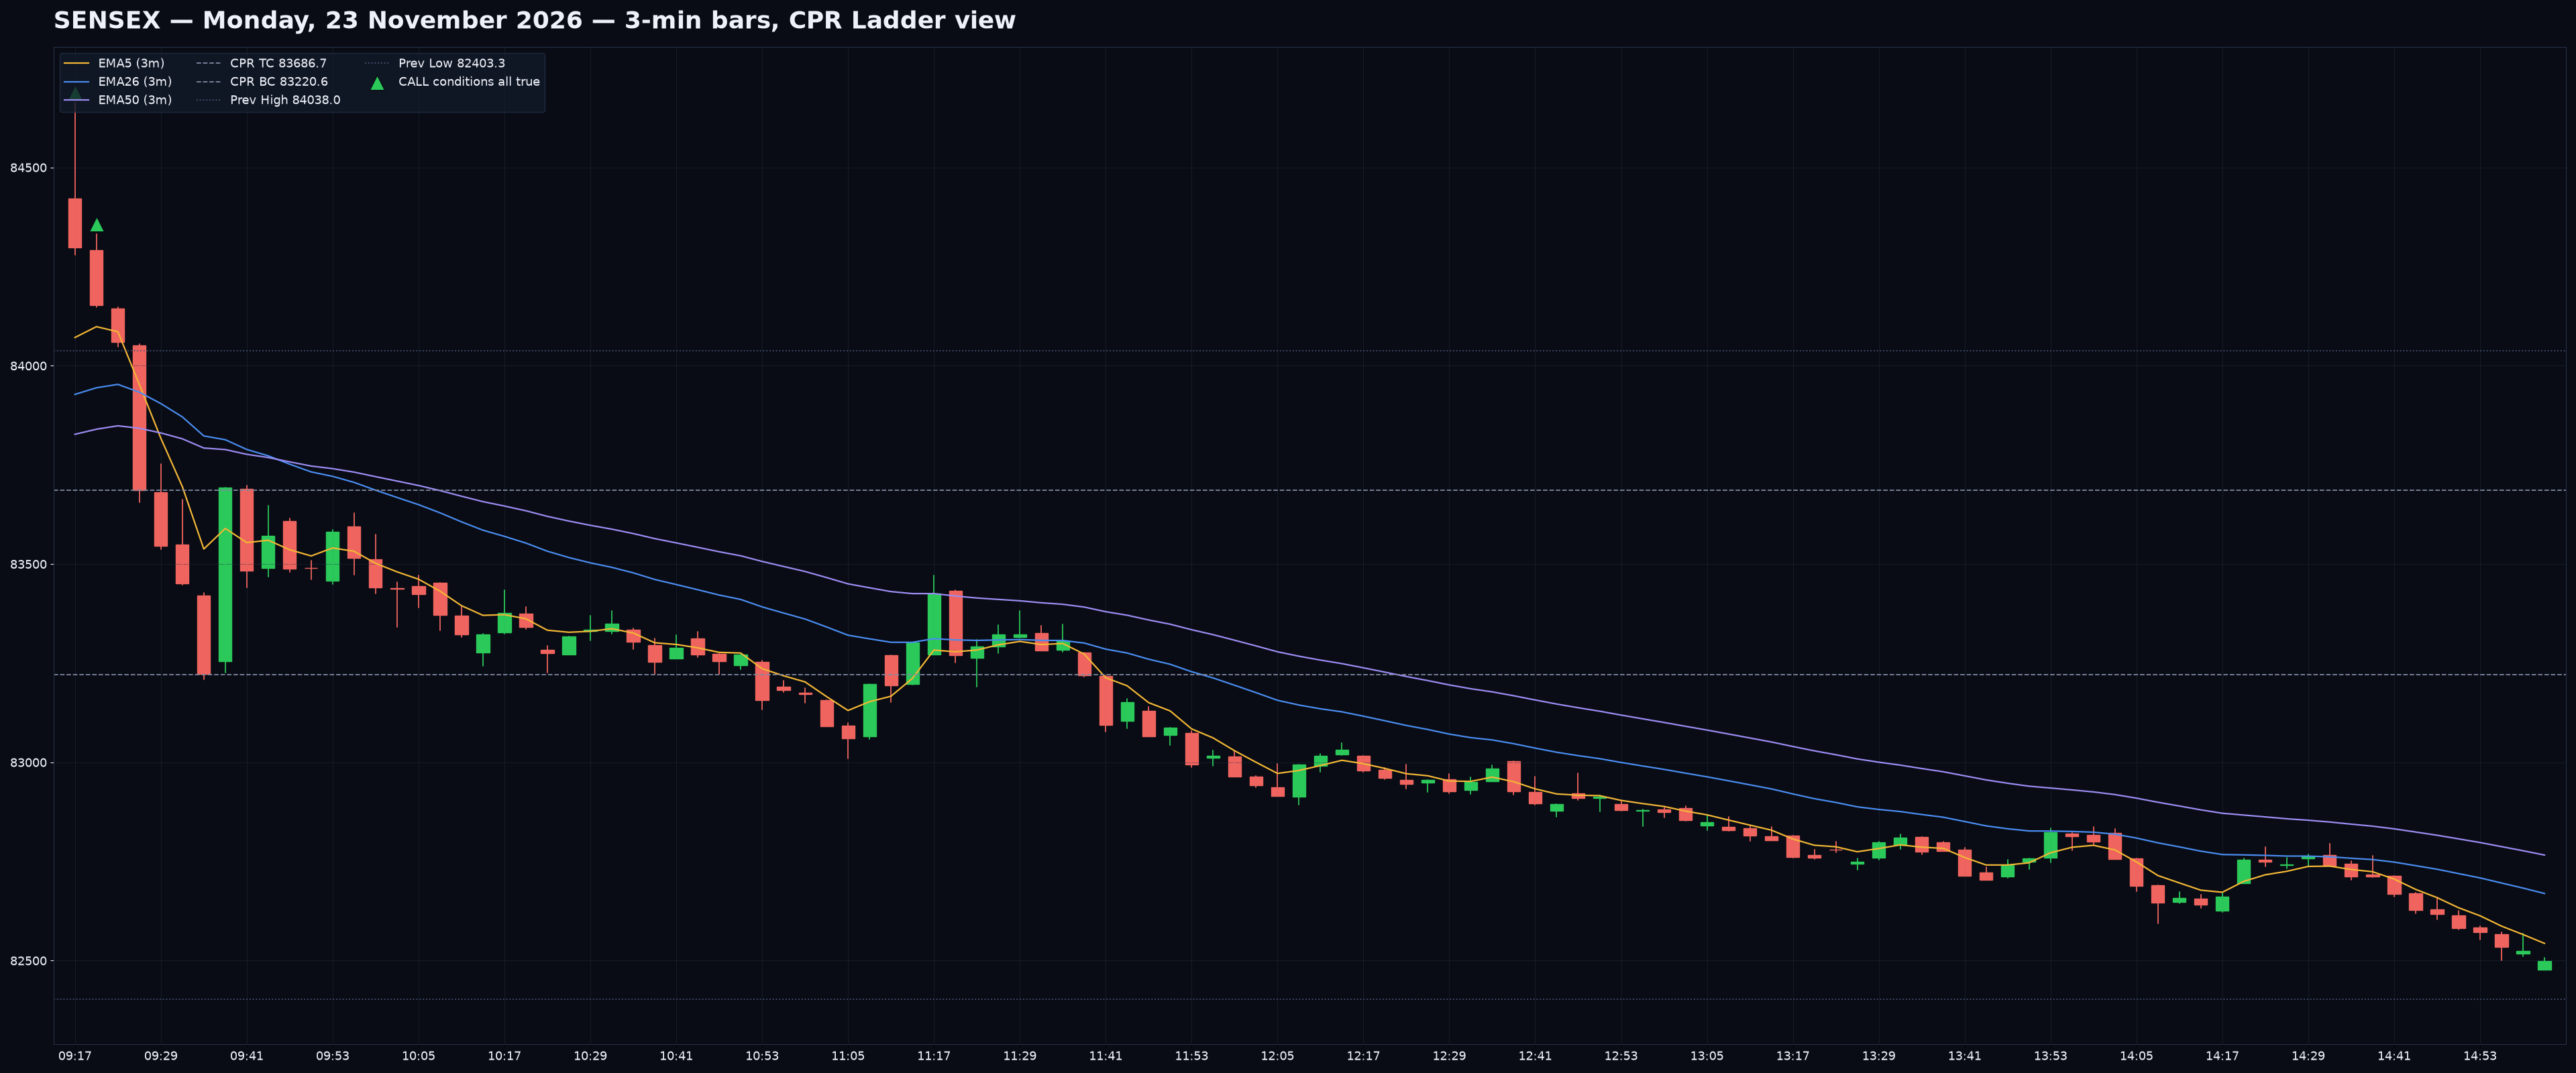 SENSEX — Monday, 23 November 2026 — 3-min bars, CPR Ladder view
EMA5 (3m)
EMA26 (3m)
EMA50 (3m)
CPR TC 83686.7
CPR BC 83220.6
Prev High 84038.0
Prev Low 82403.3
CALL conditions all true
84500
84000
83500
83000
82500
09:17 09:29 09:41 09:53 10:05 10:17 10:29 10:41 10:53 11:05 11:17 11:29 11:41 11:53 12:05 12:17 12:29 12:41 12:53 13:05 13:17 13:29 13:41 13:53 14:05 14:17 14:29 14:41 14:53